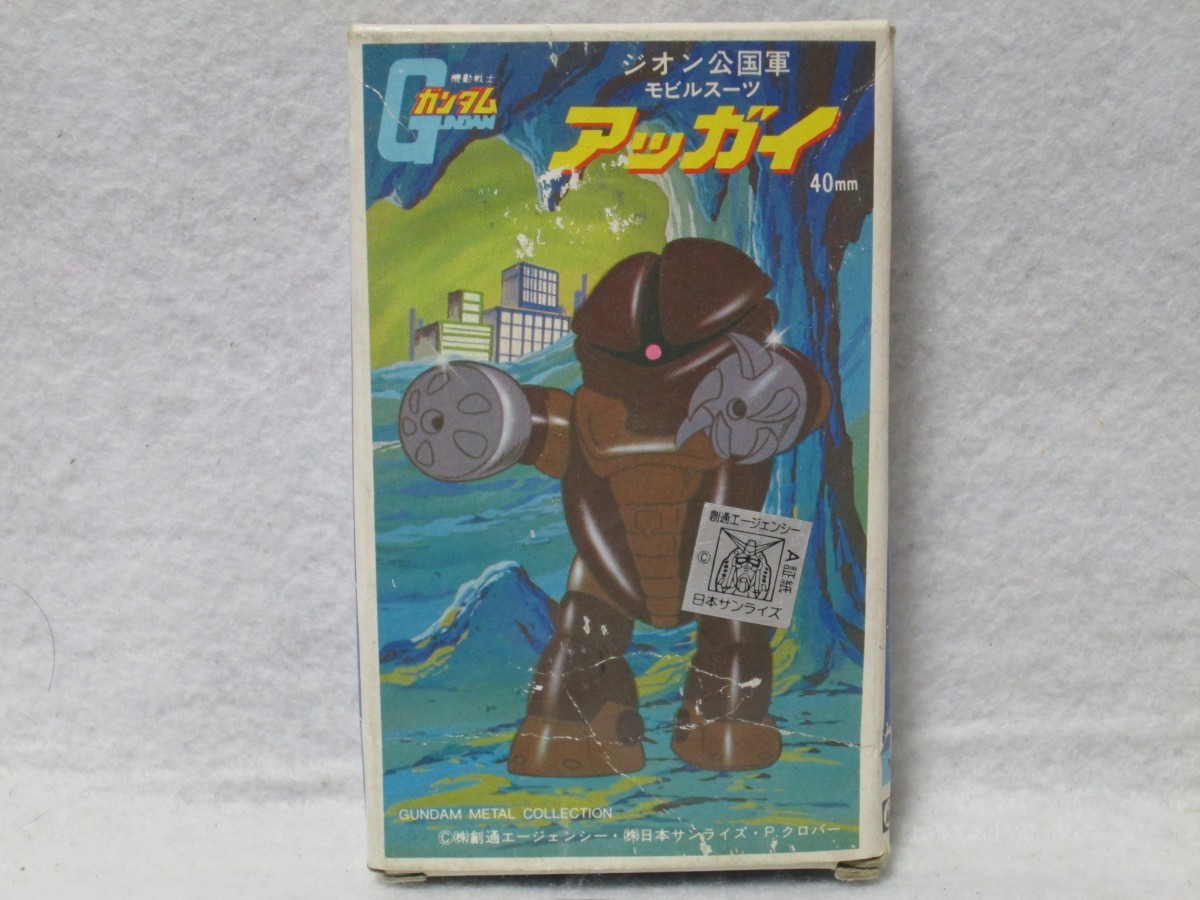 機動戦士
ガンダム
GUNDAM
ジオン公国軍
モビルスーツ
アッガイ
40mm
創通エージェンシー
©
A証紙
日本サンライズ
GUNDAM METAL COLLECTION
©㈱創通エージェンシー・㈱日本サンライズ・P.クローバー